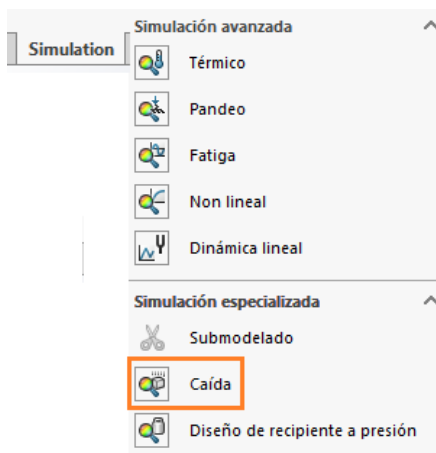 Simulation
Simulación avanzada
Térmico
Pandeo
Fatiga
Non lineal
Dinámica lineal
Simulación especializada
Submodelado
Caída
Diseño de recipiente a presión